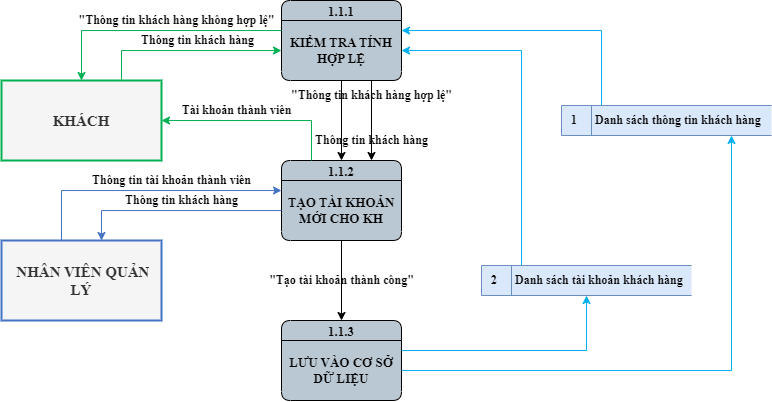 "Thông tin khách hàng không hợp lệ"
1.1.1
Thông tin khách hàng
KIỂM TRA TÍNH
HỢP LỆ
"Thông tin khách hàng hợp lệ"
KHÁCH
Tài khoản thành viên
1
Danh sách thông tin khách hàng
Thông tin khách hàng
1.1.2
Thông tin tài khoản thành viên
Thông tin khách hàng
TẠO TÀI KHOẢN
MỚI CHO KH
NHÂN VIÊN QUẢN
LÝ
"Tạo tài khoản thành công"
2
Danh sách tài khoản khách hàng
1.1.3
LƯU VÀO CƠ SỞ
DỮ LIỆU